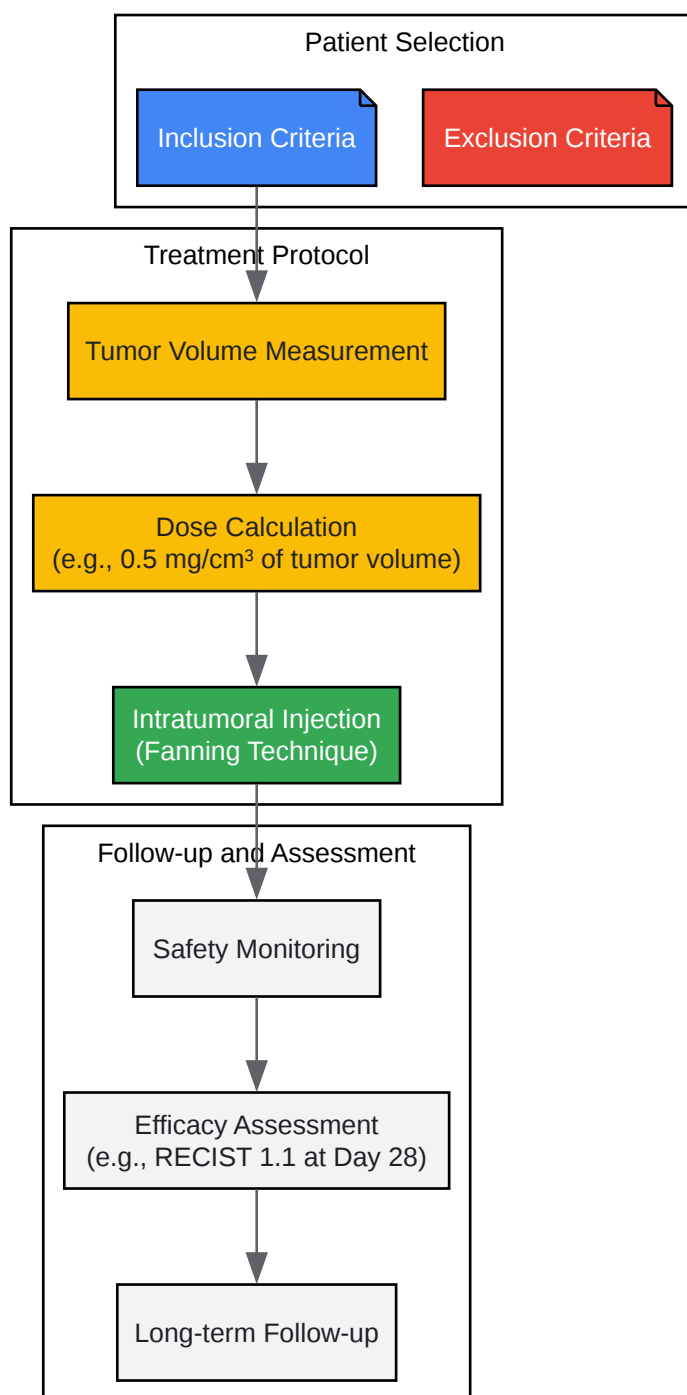 Patient Selection
Inclusion Criteria
Exclusion Criteria
Treatment Protocol
Tumor Volume Measurement
Dose Calculation
(e.g., 0.5 mg/cm³ of tumor volume)
Intratumoral Injection
(Fanning Technique)
Follow-up and Assessment
Safety Monitoring
Efficacy Assessment
(e.g., RECIST 1.1 at Day 28)
Long-term Follow-up